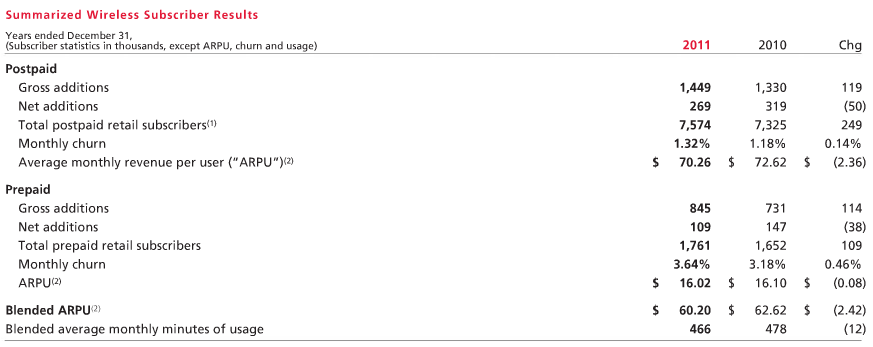 Summarized Wireless Subscriber Results
Years ended December 31,
(Subscriber statistics in thousands, except ARPU, churn and usage) 2011 2010 Chg
Postpaid
Gross additions 1,449 1,330 119
Net additions 269 319 (50)
Total postpaid retail subscribers(1) 7,574 7,325 249
Monthly churn 1.32% 1.18% 0.14%
Average monthly revenue per user (“ARPU”)(2) $ 70.26 $ 72.62 $ (2.36)
Prepaid
Gross additions 845 731 114
Net additions 109 147 (38)
Total prepaid retail subscribers 1,761 1,652 109
Monthly churn 3.64% 3.18% 0.46%
ARPU(2) $ 16.02 $ 16.10 $ (0.08)
Blended ARPU(2) $ 60.20 $ 62.62 $ (2.42)
Blended average monthly minutes of usage 466 478 (12)